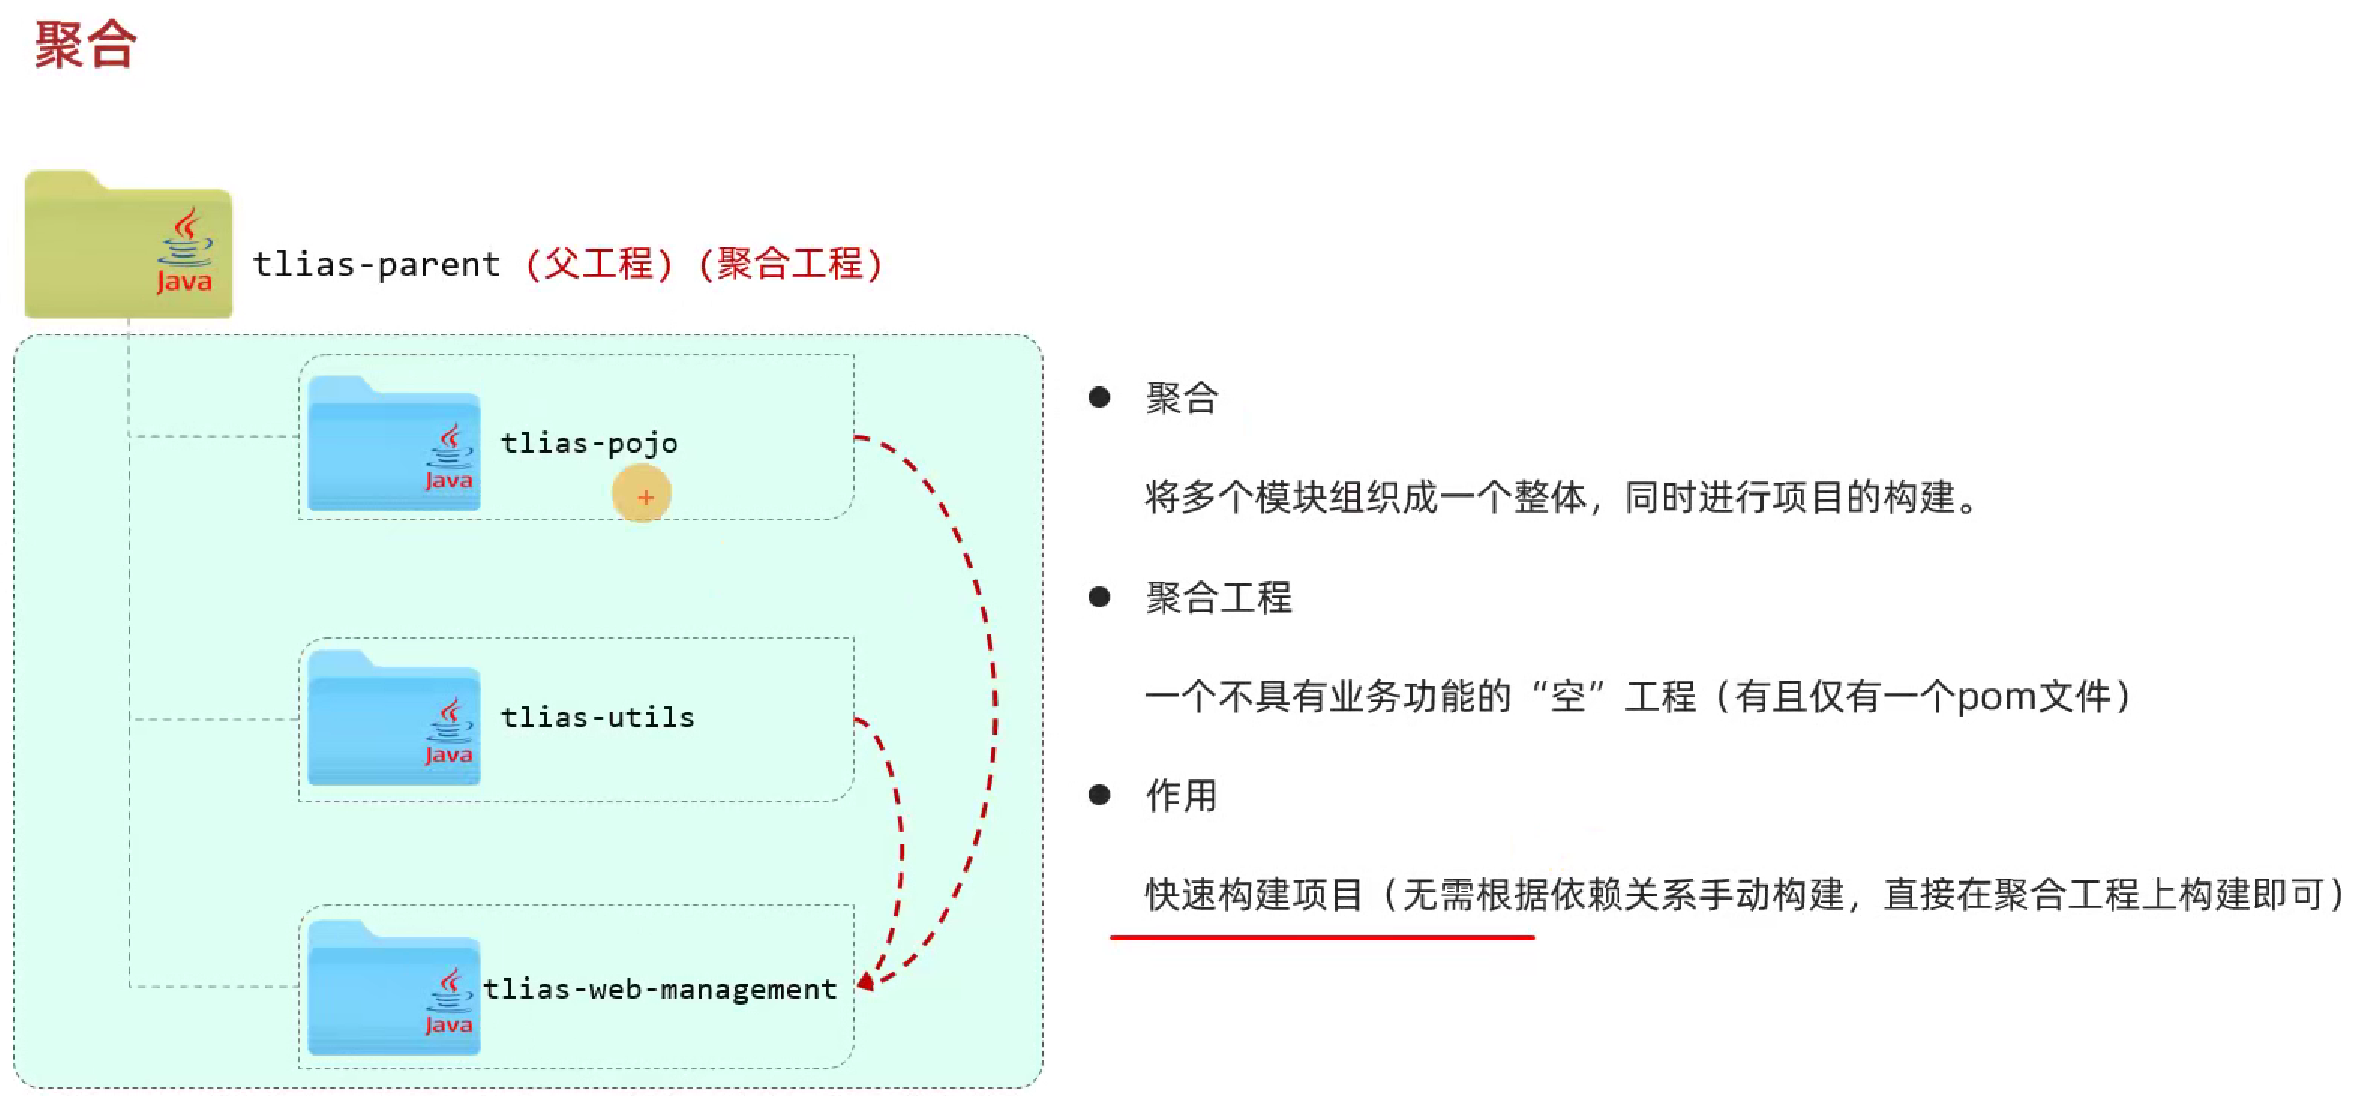 聚合
Java
tlias-parent（父工程）（聚合工程）
Java
tlias-pojo
Java
tlias-utils
Java
tlias-web-management
聚合
将多个模块组织成一个整体，同时进行项目的构建。
聚合工程
一个不具有业务功能的“空”工程（有且仅有一个pom文件）
作用
快速构建项目（无需根据依赖关系手动构建，直接在聚合工程上构建即可）